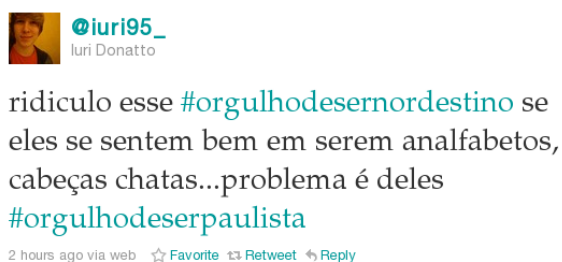 @iuri95_
Iuri Donatto
ridiculo esse #orgulhodesernordestino se
eles se sentem bem em serem analfabetos,
cabeças chatas...problema é deles
#orgulhodeserpaulista
2 hours ago via web Favorite Retweet Reply